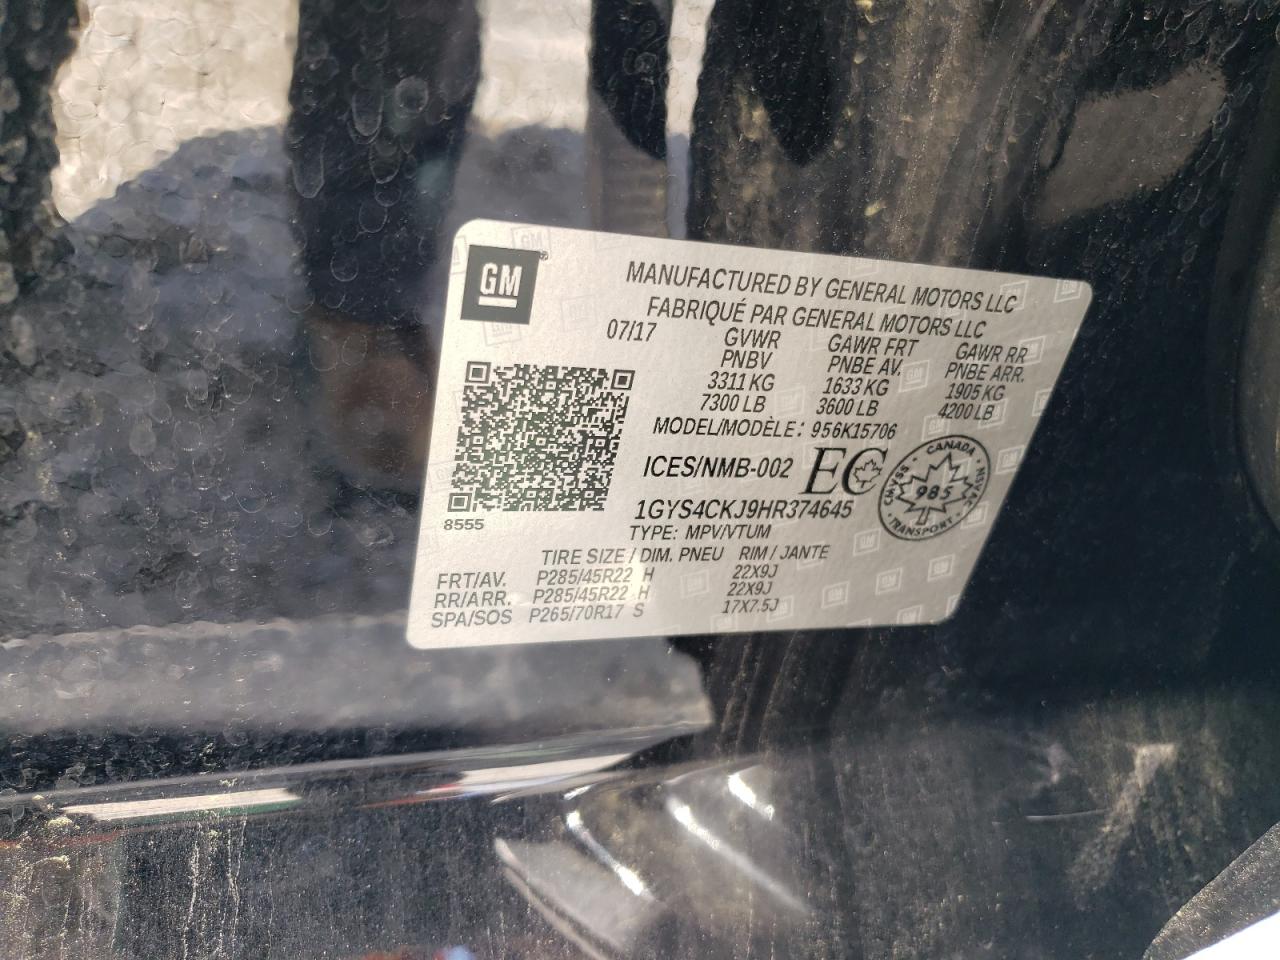 GM
MANUFACTURED BY GENERAL MOTORS LLC
FABRIQUÉ PAR GENERAL MOTORS LLC
07/17 GVWR GAWR FRT GAWR RR
PNBV PNBE AV. PNBE ARR.
3311 KG 1633 KG 1905 KG
7300 LB 3600 LB 4200 LB
MODEL/MODÈLE: 956K15706
ICES/NMB-002 EC
CANADA
NSVAC
985
CMVSS
TRANSPORT
1GYS4CKJ9HR374645
8555
TYPE: MPV/VTUM
TIRE SIZE / DIM. PNEU RIM / JANTE
FRT/AV. P285/45R22 H 22X9J
RR/ARR. P285/45R22 H 22X9J
SPA/SOS P265/70R17 S 17X7.5J